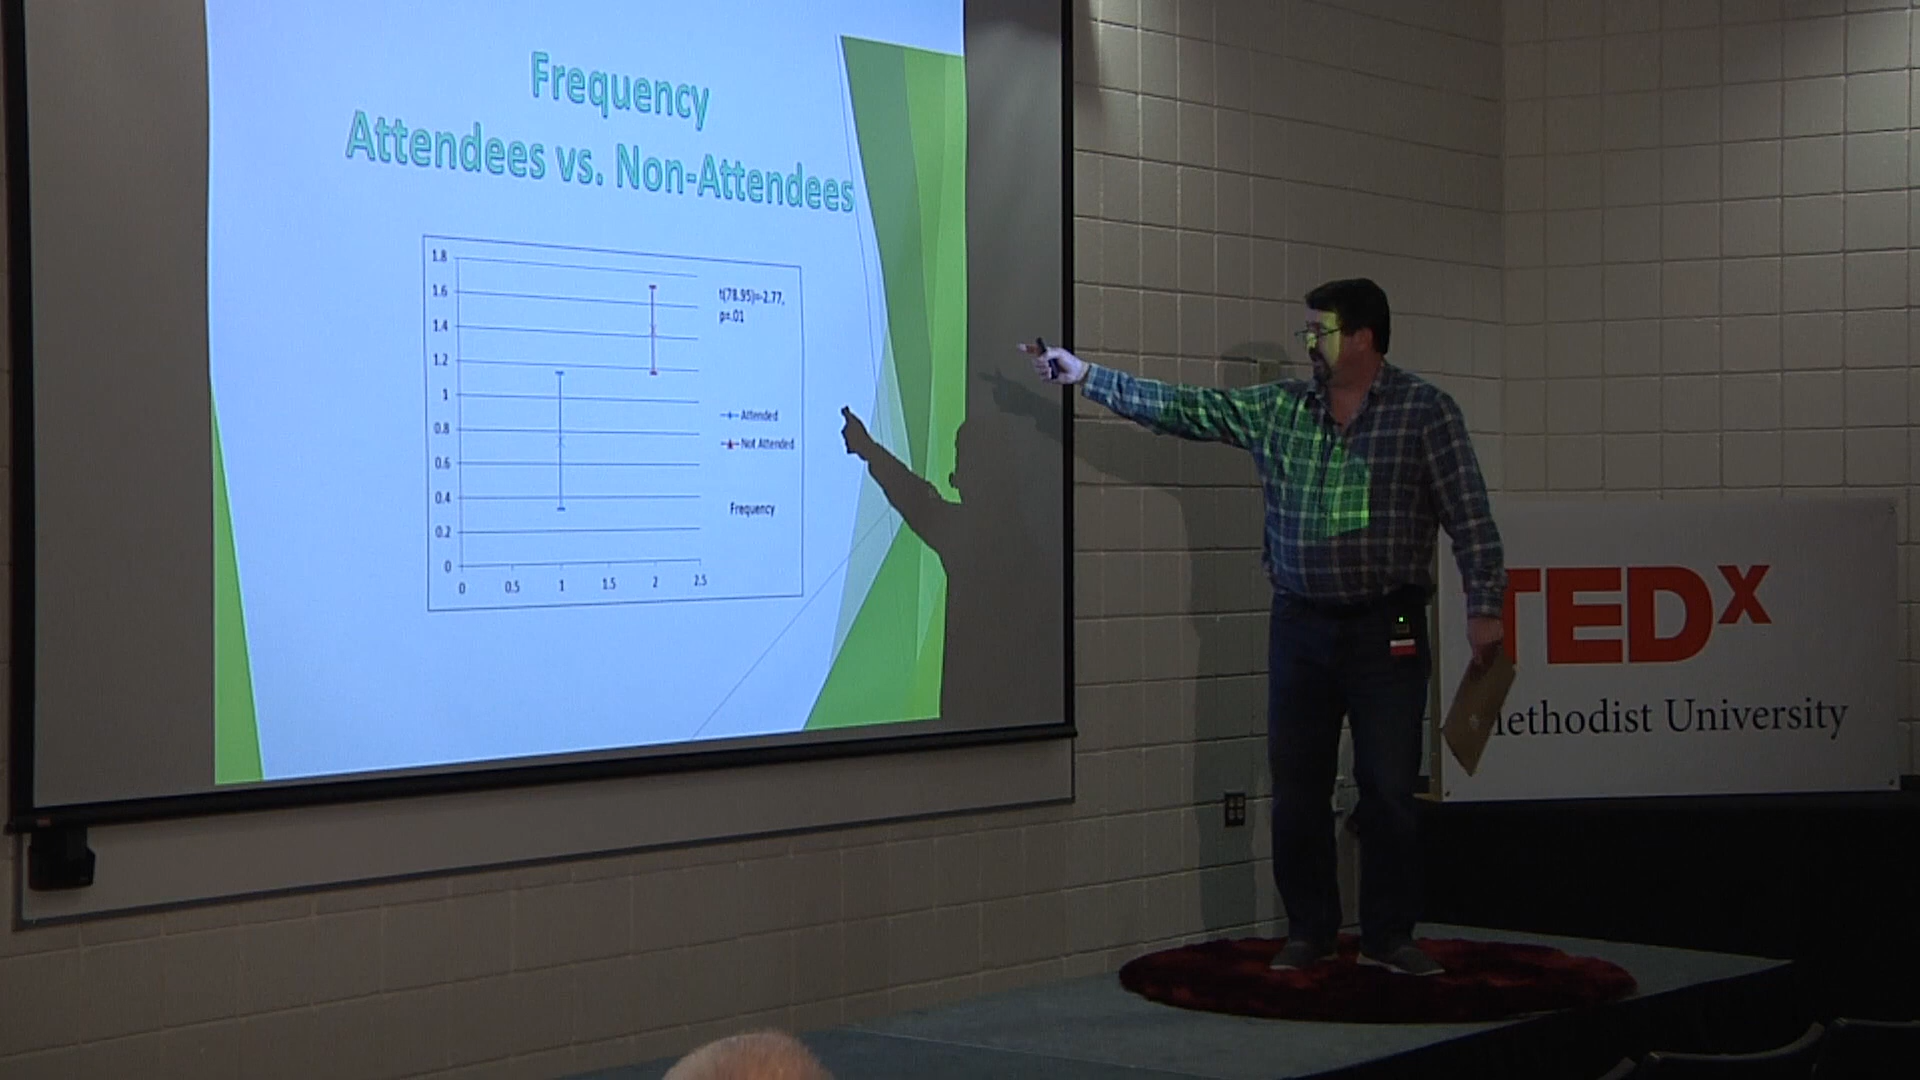 Frequency
Attendees vs. Non-Attendees
1.8
1.6
1.4
1.2
1
0.8
0.6
0.4
0.2
0
0
0.5
1
1.5
2
2.5
t(78.95)=-2.77,
p=.01
Attended
Not Attended
Frequency
TEDx
Methodist University